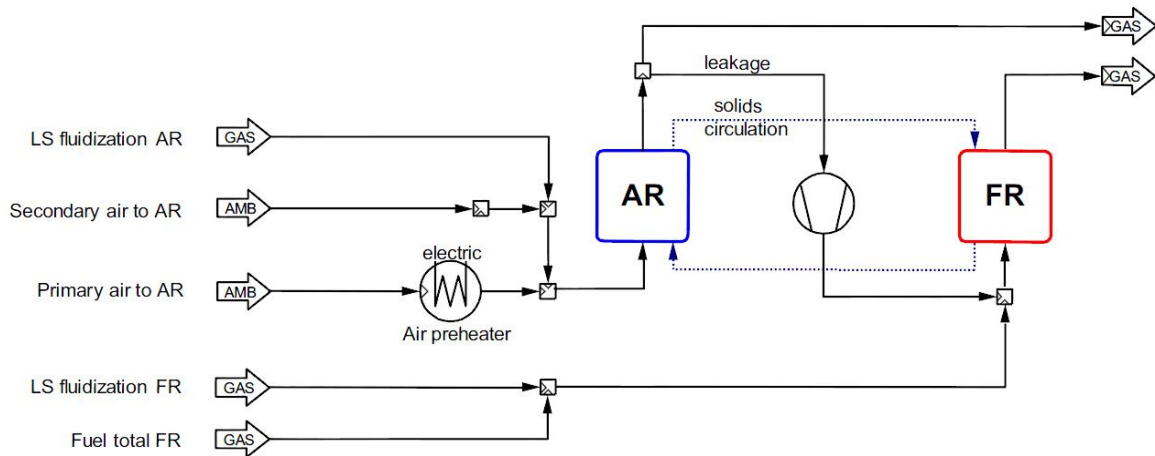 GAS
leakage
GAS
solids
circulation
LS fluidization AR
GAS
AR
FR
Secondary air to AR
AMB
electric
Primary air to AR
AMB
Air preheater
LS fluidization FR
GAS
Fuel total FR
GAS